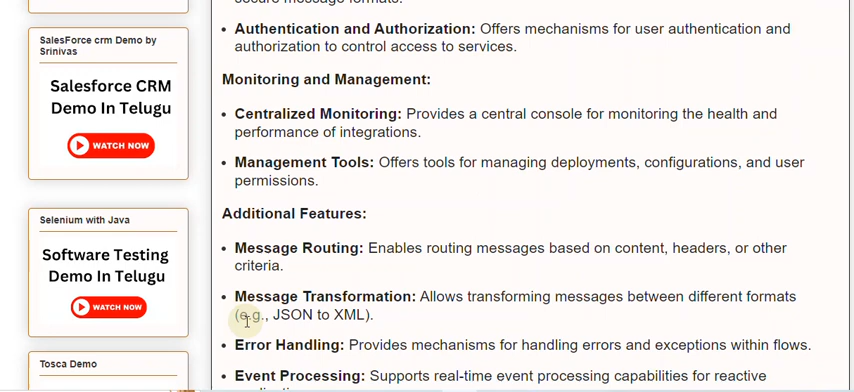 SalesForce crm Demo by
Srinivas
Salesforce CRM
Demo In Telugu
WATCH NOW
Selenium with Java
Software Testing
Demo In Telugu
WATCH NOW
Tosca Demo
secure message formats.
Authentication and Authorization: Offers mechanisms for user authentication and
authorization to control access to services.
Monitoring and Management:
Centralized Monitoring: Provides a central console for monitoring the health and
performance of integrations.
Management Tools: Offers tools for managing deployments, configurations, and user
permissions.
Additional Features:
Message Routing: Enables routing messages based on content, headers, or other
criteria.
Message Transformation: Allows transforming messages between different formats
(e.g., JSON to XML).
Error Handling: Provides mechanisms for handling errors and exceptions within flows.
Event Processing: Supports real-time event processing capabilities for reactive